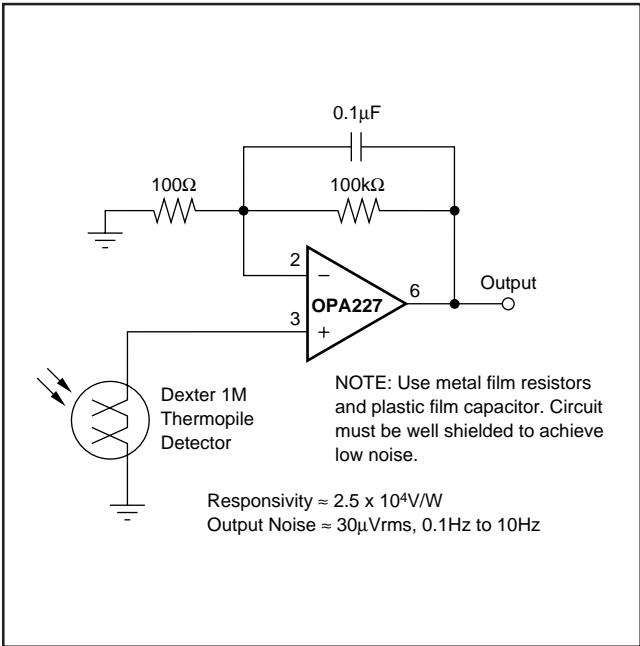 0.1µF
100Ω
100kΩ
2
−
OPA227
6
Output
3
+
Dexter 1M
Thermopile
Detector
NOTE: Use metal film resistors
and plastic film capacitor. Circuit
must be well shielded to achieve
low noise.
Responsivity ≈ 2.5 x 10⁴V/W
Output Noise ≈ 30µVrms, 0.1Hz to 10Hz